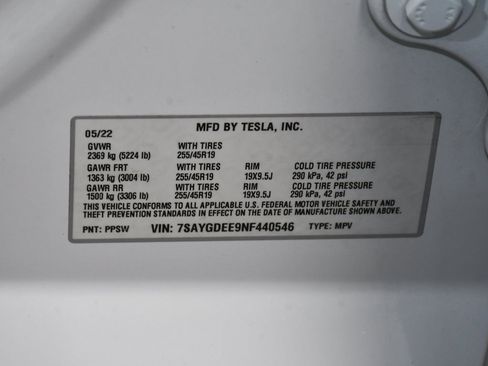 05/22 MFD BY TESLA, INC.
GVWR WITH TIRES
2369 kg (5224 lb) 255/45R19
GAWR FRT WITH TIRES RIM COLD TIRE PRESSURE
1363 kg (3004 lb) 255/45R19 19X9.5J 290 kPa, 42 psi
GAWR RR WITH TIRES RIM COLD TIRE PRESSURE
1500 kg (3306 lb) 255/45R19 19X9.5J 290 kPa, 42 psi
THIS VEHICLE CONFORMS TO ALL APPLICABLE U.S. FEDERAL MOTOR VEHICLE SAFETY AND
THEFT PREVENTION STANDARDS IN EFFECT ON THE DATE OF MANUFACTURE SHOWN ABOVE.
PNT: PPSW VIN: 7SAYGDEE9NF440546 TYPE: MPV